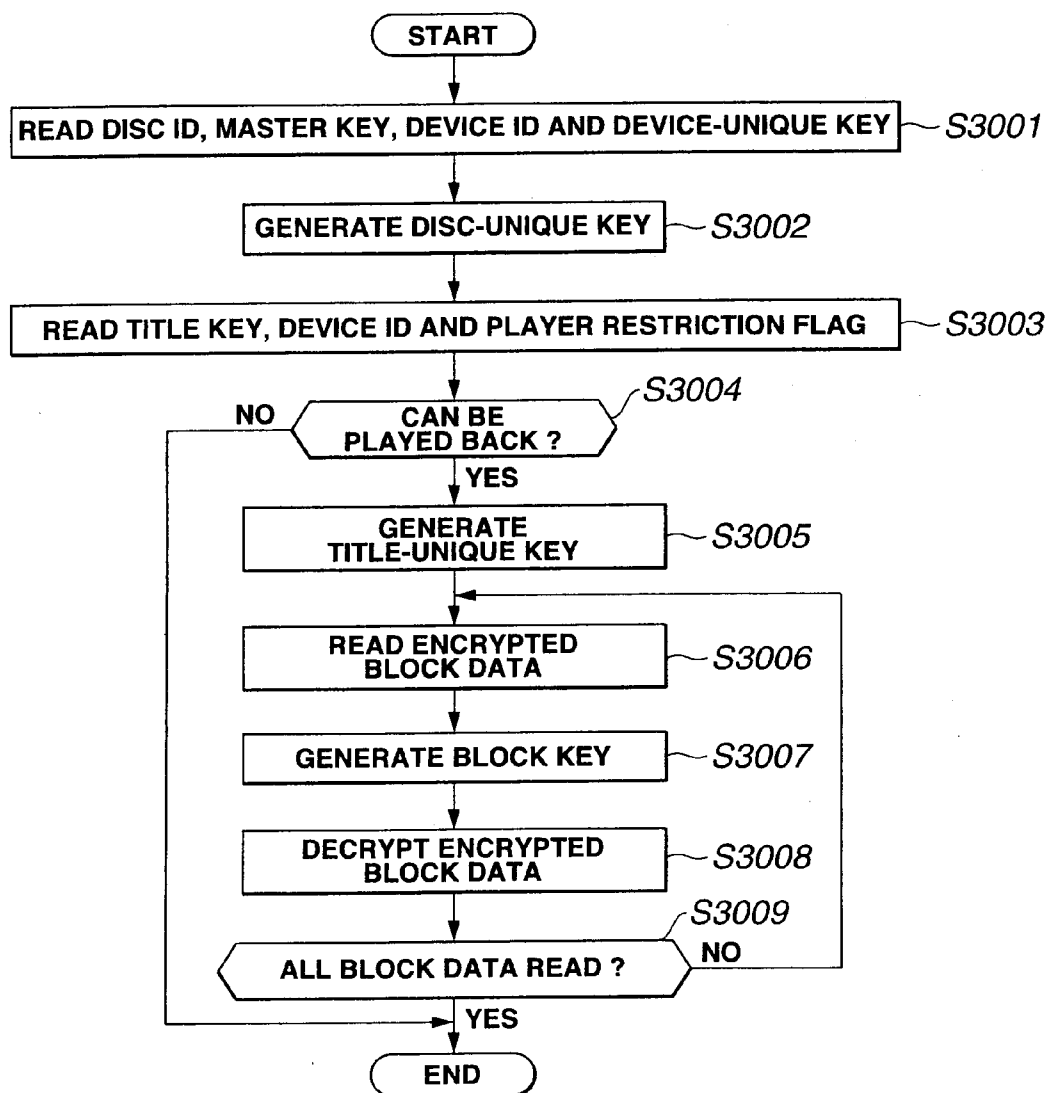 START
READ DISC ID, MASTER KEY, DEVICE ID AND DEVICE-UNIQUE KEY
S3001
GENERATE DISC-UNIQUE KEY
S3002
READ TITLE KEY, DEVICE ID AND PLAYER RESTRICTION FLAG
S3003
S3004
NO
CAN BE
PLAYED BACK ?
YES
GENERATE
TITLE-UNIQUE KEY
S3005
READ ENCRYPTED
BLOCK DATA
S3006
GENERATE BLOCK KEY
S3007
DECRYPT ENCRYPTED
BLOCK DATA
S3008
S3009
ALL BLOCK DATA READ ?
NO
YES
END